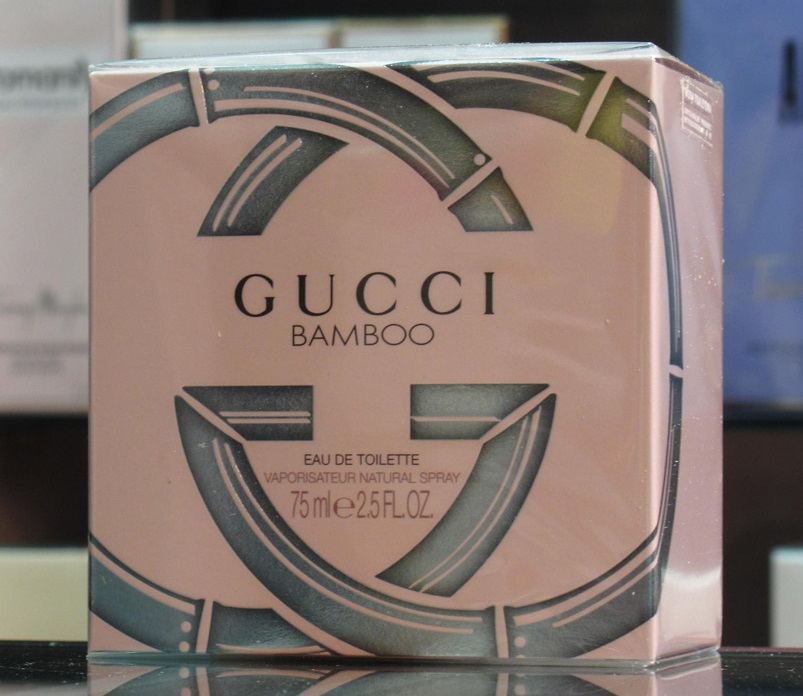 GUCCI
BAMBOO
EAU DE TOILETTE
VAPORISATEUR NATURAL SPRAY
75 ml e 2.5 FL.OZ.